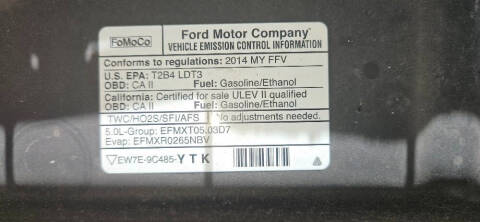 FoMoCo
Ford Motor Company
VEHICLE EMISSION CONTROL INFORMATION
Conforms to regulations: 2014 MY FFV
U.S. EPA: T2B4 LDT3
OBD: CA II Fuel: Gasoline/Ethanol
California: Certified for sale ULEV II qualified
OBD: CA II Fuel: Gasoline/Ethanol
TWC/HO2S/SFI/AFS No adjustments needed.
5.0L-Group: EFMXT05.03D7
Evap: EFMXR0265NBV
EW7E-9C485-YTK